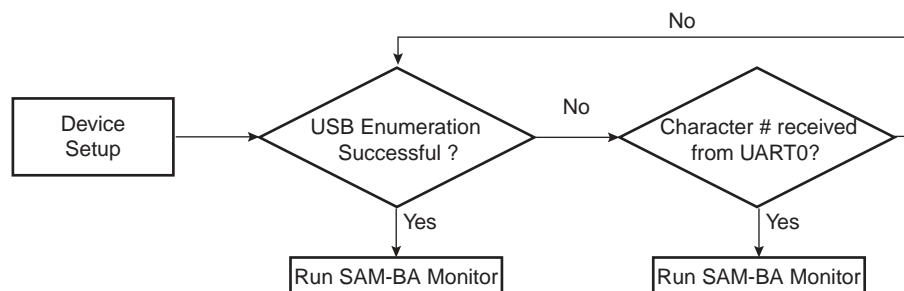 No
Device
Setup
USB Enumeration
Successful ?
No
Character # received
from UART0?
Yes
Yes
Run SAM-BA Monitor
Run SAM-BA Monitor